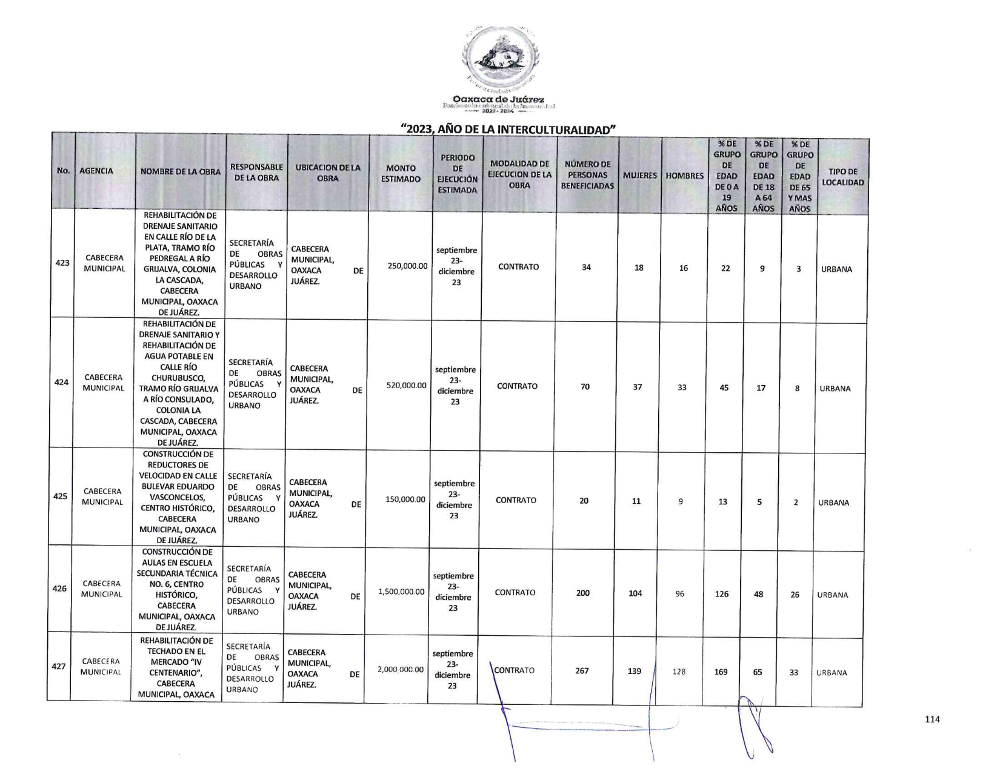 Oaxaca de Juárez
Patrimonio cultural de la humanidad
2022 - 2024
"2023, AÑO DE LA INTERCULTURALIDAD"
No.
AGENCIA
NOMBRE DE LA OBRA
RESPONSABLE
DE LA OBRA
UBICACION DE LA
OBRA
MONTO
ESTIMADO
PERIODO
DE
EJECUCIÓN
ESTIMADA
MODALIDAD DE
EJECUCION DE LA
OBRA
NÚMERO DE
PERSONAS
BENEFICIADAS
MUJERES
HOMBRES
% DE
GRUPO
DE
EDAD
DE 0 A
19
AÑOS
% DE
GRUPO
DE
EDAD
DE 18
A 64
AÑOS
% DE
GRUPO
DE
EDAD
DE 65
Y MAS
AÑOS
TIPO DE
LOCALIDAD
423
CABECERA
MUNICIPAL
REHABILITACIÓN DE
DRENAJE SANITARIO
EN CALLE RÍO DE LA
PLATA, TRAMO RÍO
PEDREGAL A RÍO
GRIJALVA, COLONIA
LA CASCADA,
CABECERA
MUNICIPAL, OAXACA
DE JUÁREZ.
SECRETARÍA
DE OBRAS
PÚBLICAS Y
DESARROLLO
URBANO
CABECERA
MUNICIPAL,
OAXACA DE
JUÁREZ.
250,000.00
septiembre
23-
diciembre
23
CONTRATO
34
18
16
22
9
3
URBANA
424
CABECERA
MUNICIPAL
REHABILITACIÓN DE
DRENAJE SANITARIO Y
REHABILITACIÓN DE
AGUA POTABLE EN
CALLE RÍO
CHURUBUSCO,
TRAMO RÍO GRIJALVA
A RÍO CONSULADO,
COLONIA LA
CASCADA, CABECERA
MUNICIPAL, OAXACA
DE JUÁREZ.
SECRETARÍA
DE OBRAS
PÚBLICAS Y
DESARROLLO
URBANO
CABECERA
MUNICIPAL,
OAXACA DE
JUÁREZ.
520,000.00
septiembre
23-
diciembre
23
CONTRATO
70
37
33
45
17
8
URBANA
425
CABECERA
MUNICIPAL
CONSTRUCCIÓN DE
REDUCTORES DE
VELOCIDAD EN CALLE
BULEVAR EDUARDO
VASCONCELOS,
CENTRO HISTÓRICO,
CABECERA
MUNICIPAL, OAXACA
DE JUÁREZ.
SECRETARÍA
DE OBRAS
PÚBLICAS Y
DESARROLLO
URBANO
CABECERA
MUNICIPAL,
OAXACA DE
JUÁREZ.
150,000.00
septiembre
23-
diciembre
23
CONTRATO
20
11
9
13
5
2
URBANA
426
CABECERA
MUNICIPAL
CONSTRUCCIÓN DE
AULAS EN ESCUELA
SECUNDARIA TÉCNICA
NO. 6, CENTRO
HISTÓRICO,
CABECERA
MUNICIPAL, OAXACA
DE JUÁREZ.
SECRETARÍA
DE OBRAS
PÚBLICAS Y
DESARROLLO
URBANO
CABECERA
MUNICIPAL,
OAXACA DE
JUÁREZ.
1,500,000.00
septiembre
23-
diciembre
23
CONTRATO
200
104
96
126
48
26
URBANA
427
CABECERA
MUNICIPAL
REHABILITACIÓN DE
TECHADO EN EL
MERCADO "IV
CENTENARIO",
CABECERA
MUNICIPAL, OAXACA
SECRETARÍA
DE OBRAS
PÚBLICAS Y
DESARROLLO
URBANO
CABECERA
MUNICIPAL,
OAXACA DE
JUÁREZ.
2,000,000.00
septiembre
23-
diciembre
23
CONTRATO
267
139
128
169
65
33
URBANA
114